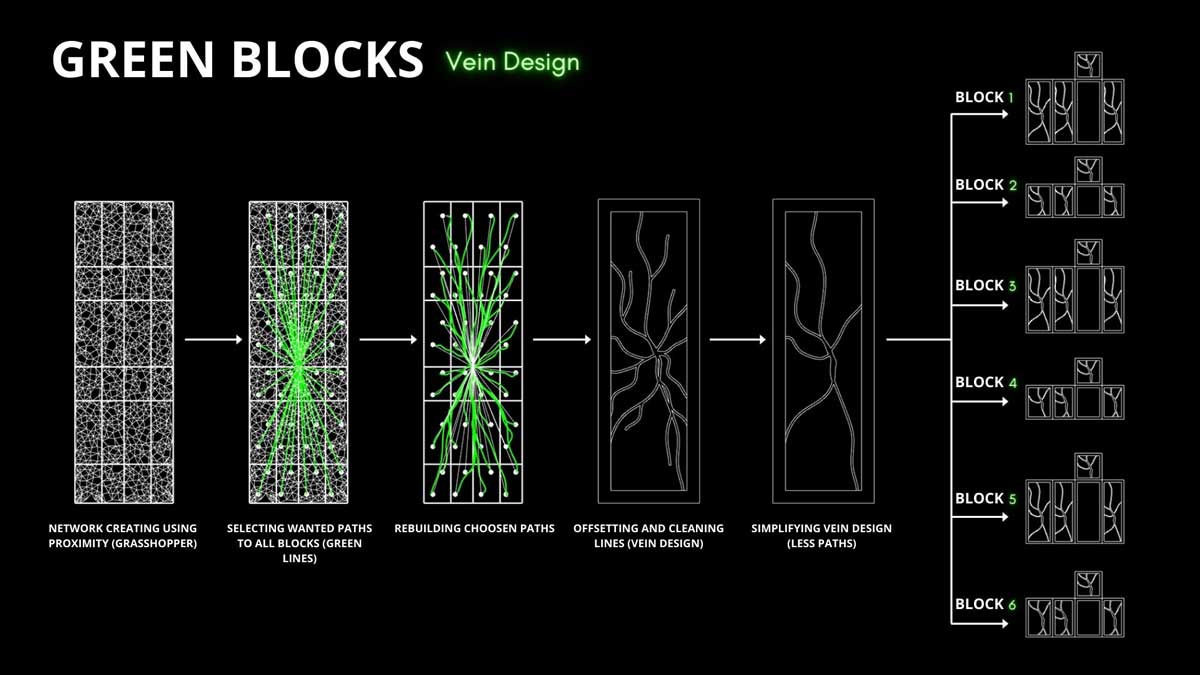 GREEN BLOCKS Vein Design
BLOCK 1
BLOCK 2
BLOCK 3
BLOCK 4
BLOCK 5
BLOCK 6
NETWORK CREATING USING
PROXIMITY (GRASSHOPPER)
SELECTING WANTED PATHS
TO ALL BLOCKS (GREEN
LINES)
REBUILDING CHOOSEN PATHS
OFFSETTING AND CLEANING
LINES (VEIN DESIGN)
SIMPLIFYING VEIN DESIGN
(LESS PATHS)